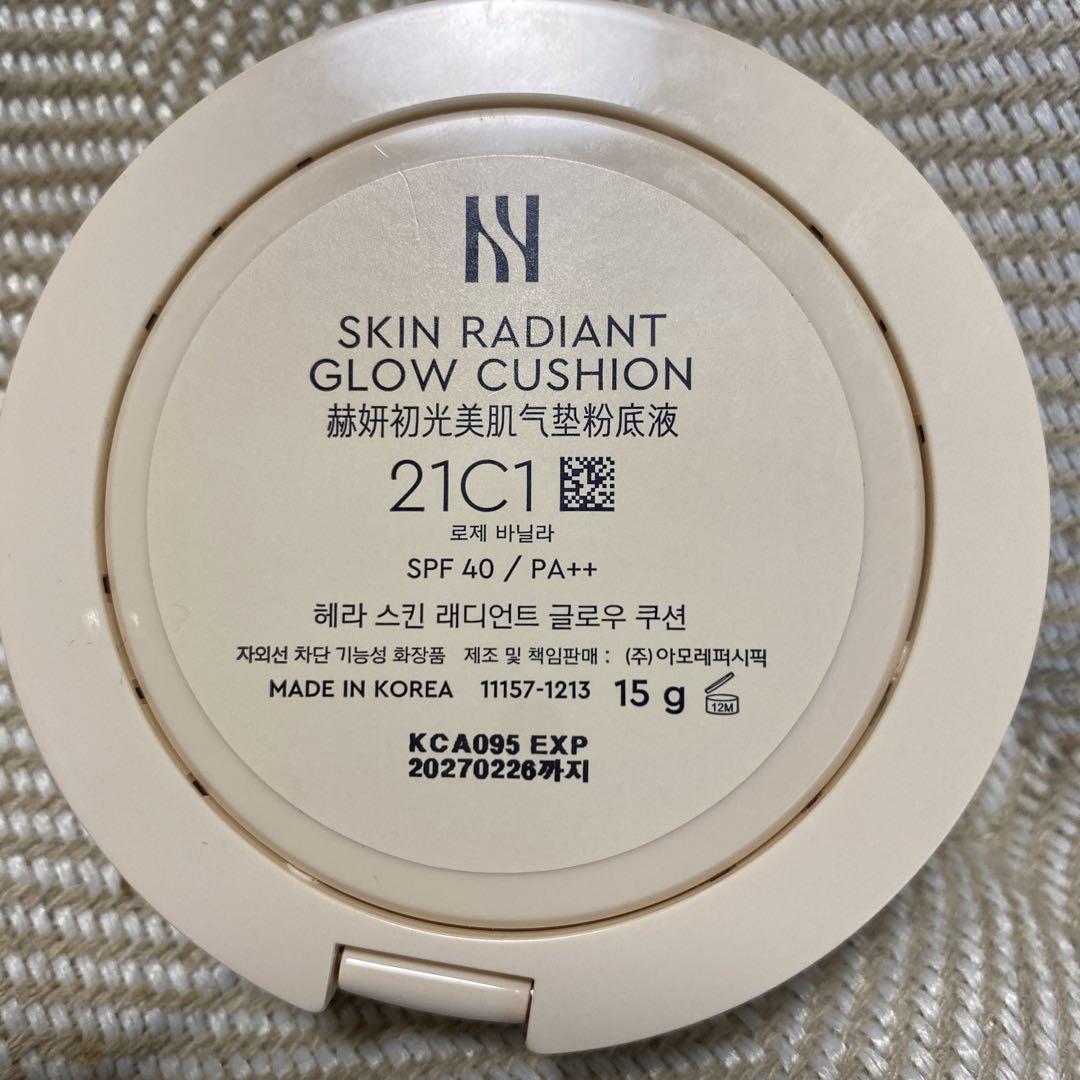 SKIN RADIANT
GLOW CUSHION
赫妍初光美肌气垫粉底液
21C1
로제 바닐라
SPF 40 / PA++
헤라 스킨 래디언트 글로우 쿠션
자외선 차단 기능성 화장품 제조 및 책임판매 : (주)아모레퍼시픽
MADE IN KOREA 11157-1213 15 g 12M
KCA095 EXP
20270226까지